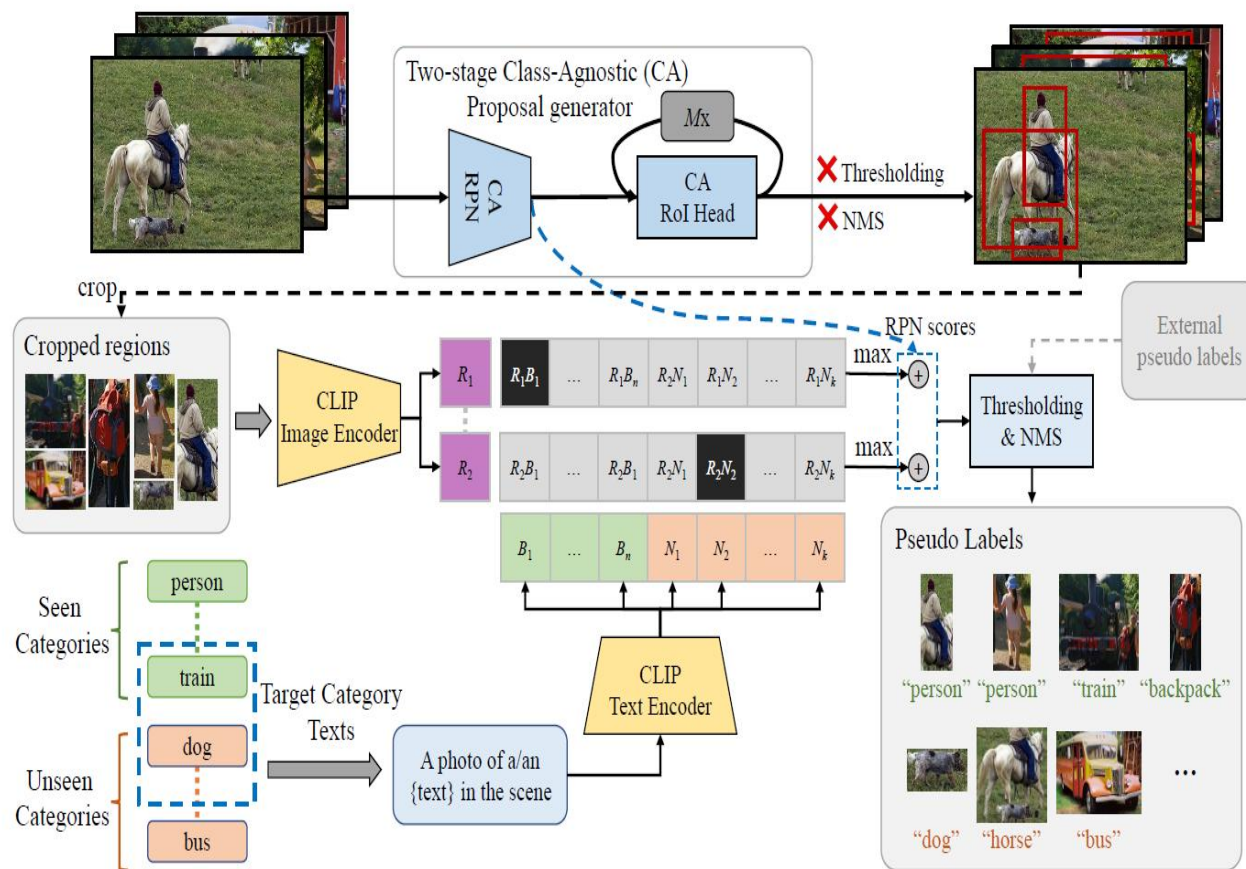 Two-stage Class-Agnostic (CA)
Proposal generator
Mx
CA
RPN
CA
RoI Head
Thresholding
NMS
crop
Cropped regions
CLIP
Image Encoder
R1
R1B1
...
R1Bn
R2N1
R1N2
...
R1Nk
max
+
RPN scores
External
pseudo labels
Thresholding
& NMS
R2
R2B1
...
R2B1
R2N1
R2N2
...
R2Nk
max
+
B1
...
Bn
N1
N2
...
Nk
Seen
Categories
person
train
Unseen
Categories
dog
bus
Target Category
Texts
A photo of a/an
{text} in the scene
CLIP
Text Encoder
Pseudo Labels
“person” “person” “train” “backpack”
...
“dog” “horse” “bus”